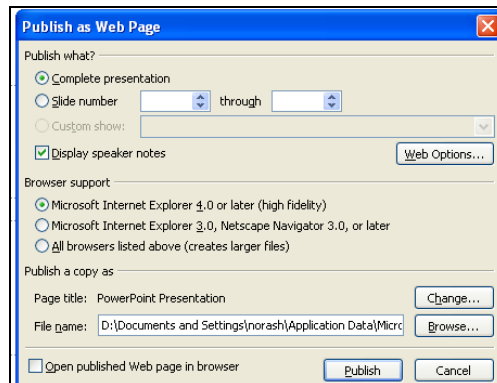 Publish as Web Page
Publish what?
Complete presentation
Slide number through
Custom show:
Display speaker notes Web Options...
Browser support
Microsoft Internet Explorer 4.0 or later (high fidelity)
Microsoft Internet Explorer 3.0, Netscape Navigator 3.0, or later
All browsers listed above (creates larger files)
Publish a copy as
Page title: PowerPoint Presentation Change...
File name: D:\Documents and Settings\norash\Application Data\Micro Browse...
Open published Web page in browser Publish Cancel